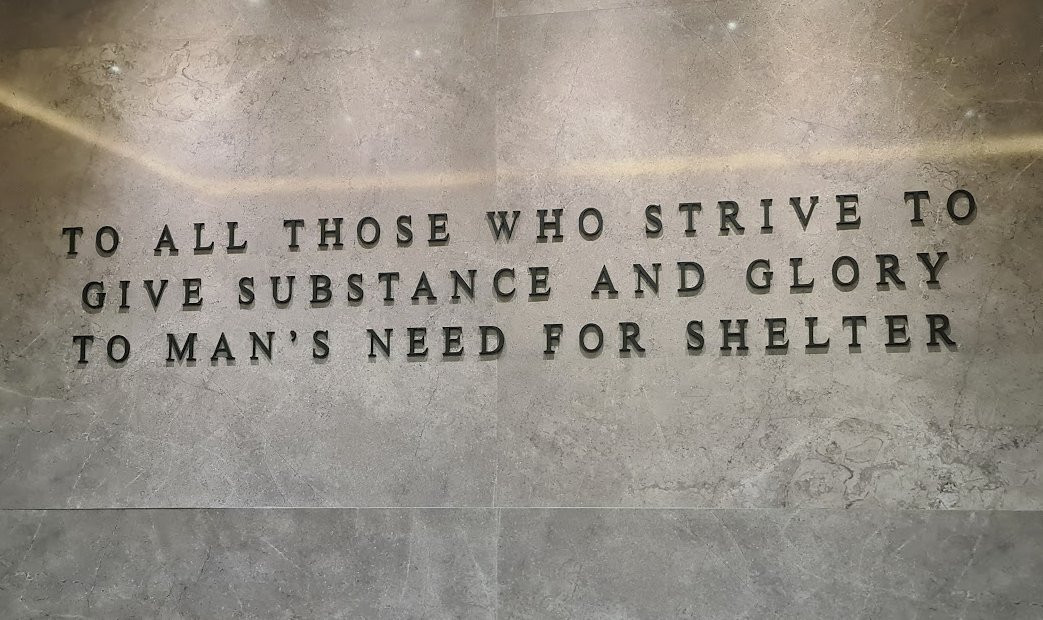 TO ALL THOSE WHO STRIVE TO
GIVE SUBSTANCE AND GLORY
TO MAN'S NEED FOR SHELTER